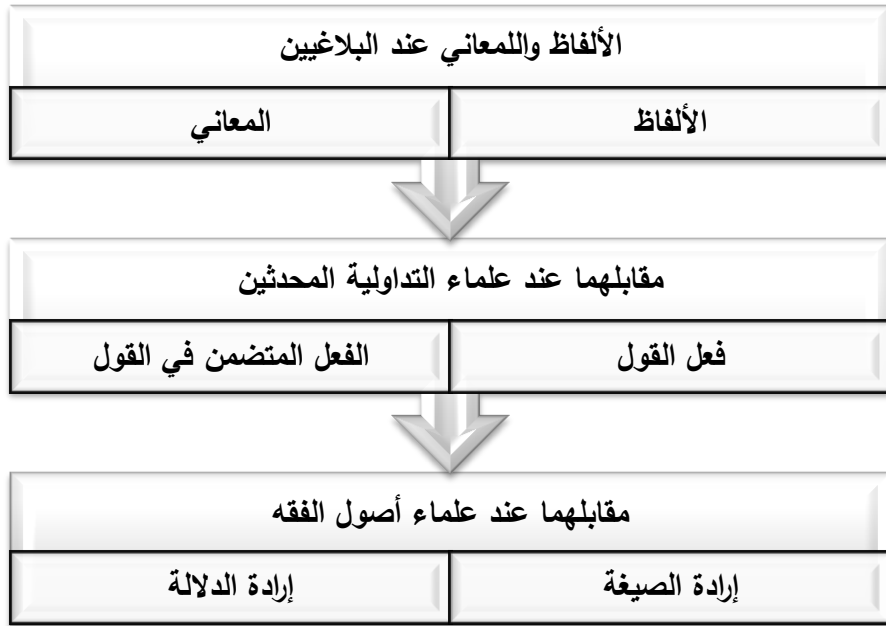 الألفاظ واللمعاني عند البلاغيين
الألفاظ
المعاني
مقابلهما عند علماء التداولية المحدثين
فعل القول
الفعل المتضمن في القول
مقابلهما عند علماء أصول الفقه
إرادة الصيغة
إرادة الدلالة